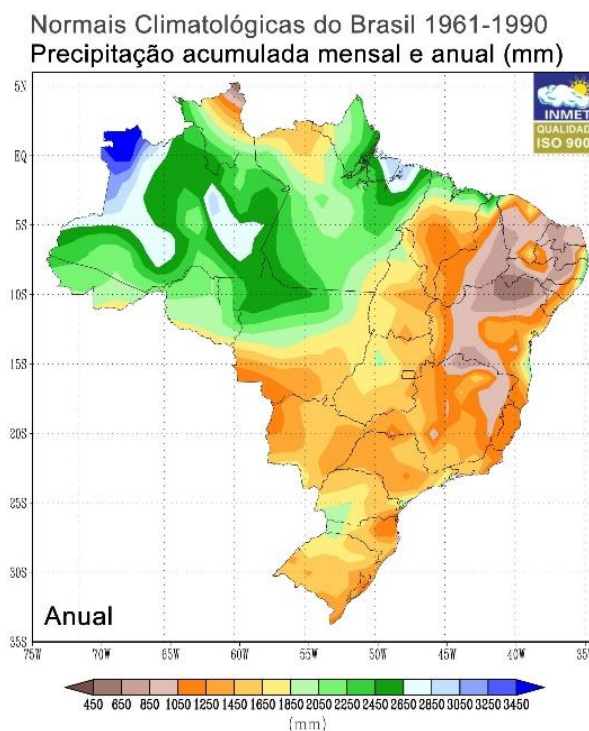 Normais Climatológicas do Brasil 1961-1990
Precipitação acumulada mensal e anual (mm)
INMET
QUALIDAD
ISO 900
5N
EQ
5S
10S
15S
20S
25S
30S
35S
Anual
75W 70W 65W 60W 55W 50W 45W 40W 35W
450 650 850 1050 1250 1450 1650 1850 2050 2250 2450 2650 2850 3050 3250 3450
(mm)